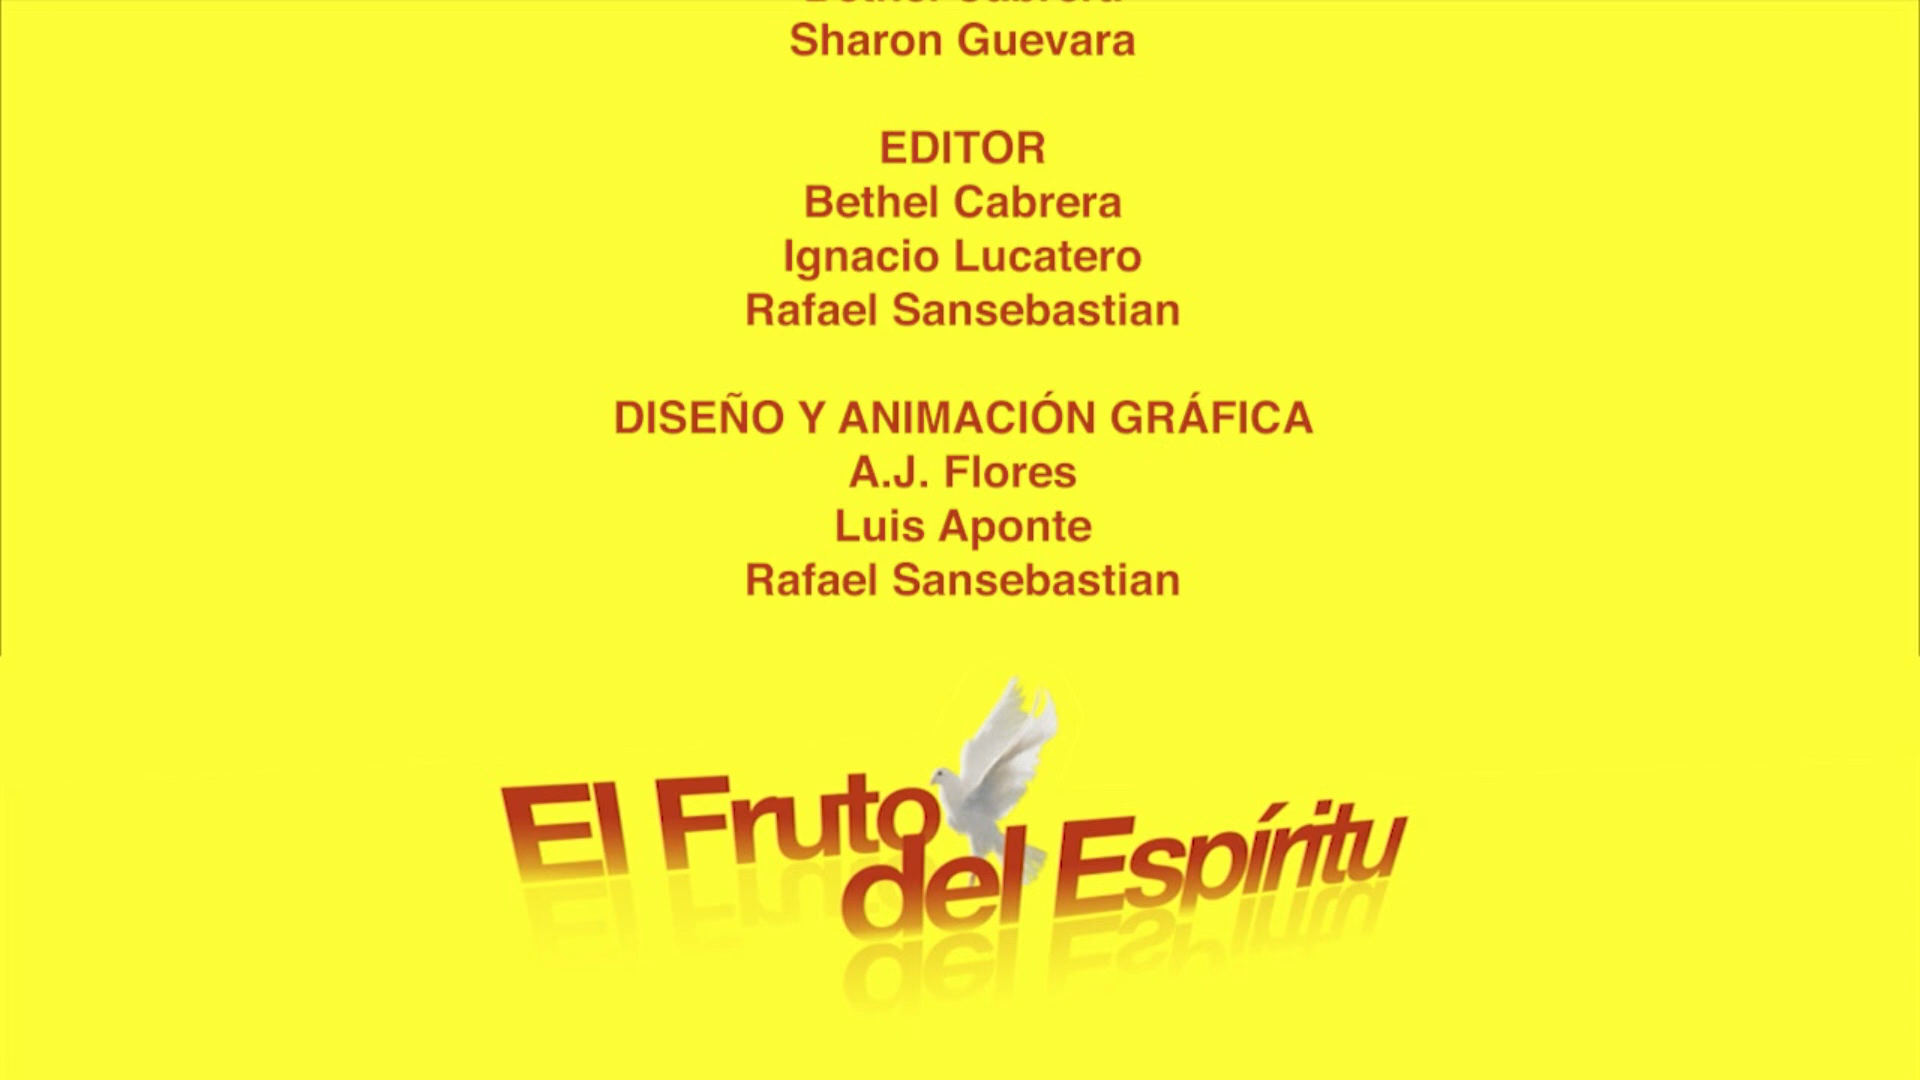 Sharon Guevara
EDITOR
Bethel Cabrera
Ignacio Lucatero
Rafael Sansebastian
DISEÑO Y ANIMACIÓN GRÁFICA
A.J. Flores
Luis Aponte
Rafael Sansebastian
El Fruto
del Espíritu